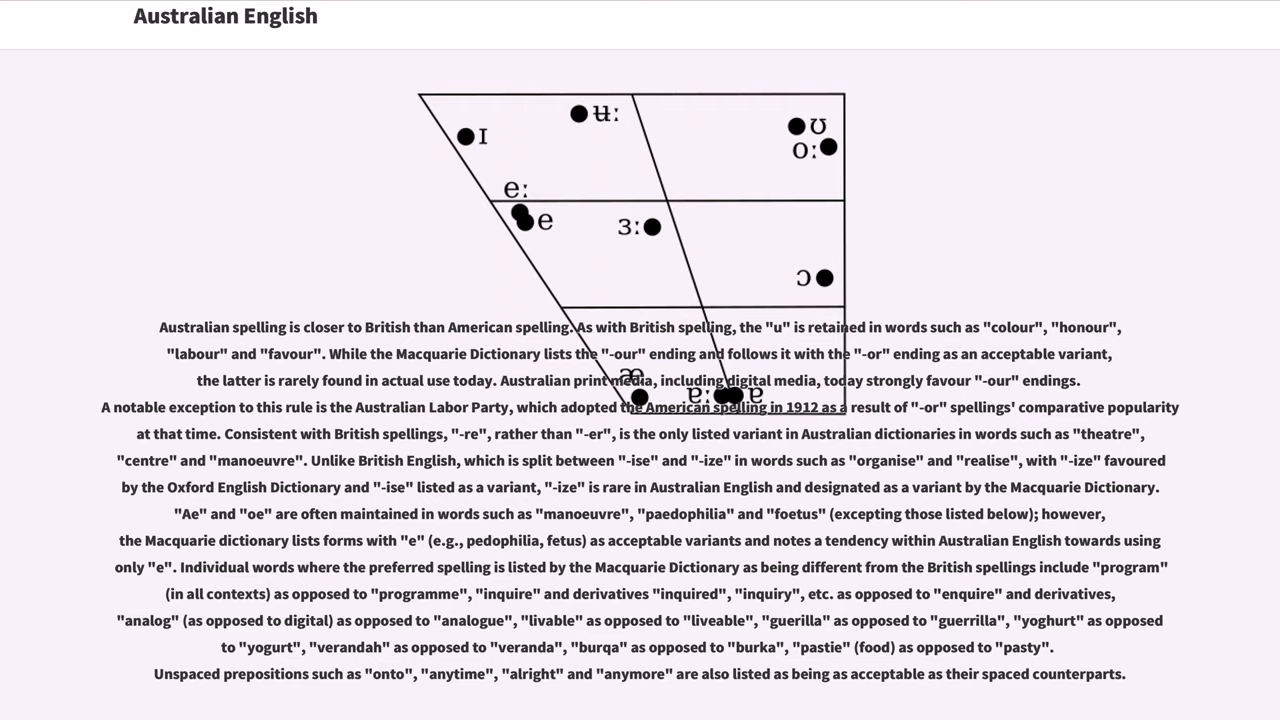 Australian English
ʉː
ɪ
ʊ
oː
eː
e
ɜː
ɔ
Australian spelling is closer to British than American spelling. As with British spelling, the "u" is retained in words such as "colour", "honour",
"labour" and "favour". While the Macquarie Dictionary lists the "-our" ending and follows it with the "-or" ending as an acceptable variant,
æ
the latter is rarely found in actual use today. Australian print media, including digital media, today strongly favour "-our" endings.
ɐː ɐ
A notable exception to this rule is the Australian Labor Party, which adopted the American spelling in 1912 as a result of "-or" spellings' comparative popularity
at that time. Consistent with British spellings, "-re", rather than "-er", is the only listed variant in Australian dictionaries in words such as "theatre",
"centre" and "manoeuvre". Unlike British English, which is split between "-ise" and "-ize" in words such as "organise" and "realise", with "-ize" favoured
by the Oxford English Dictionary and "-ise" listed as a variant, "-ize" is rare in Australian English and designated as a variant by the Macquarie Dictionary.
"Ae" and "oe" are often maintained in words such as "manoeuvre", "paedophilia" and "foetus" (excepting those listed below); however,
the Macquarie dictionary lists forms with "e" (e.g., pedophilia, fetus) as acceptable variants and notes a tendency within Australian English towards using
only "e". Individual words where the preferred spelling is listed by the Macquarie Dictionary as being different from the British spellings include "program"
(in all contexts) as opposed to "programme", "inquire" and derivatives "inquired", "inquiry", etc. as opposed to "enquire" and derivatives,
"analog" (as opposed to digital) as opposed to "analogue", "livable" as opposed to "liveable", "guerilla" as opposed to "guerrilla", "yoghurt" as opposed
to "yogurt", "verandah" as opposed to "veranda", "burqa" as opposed to "burka", "pastie" (food) as opposed to "pasty".
Unspaced prepositions such as "onto", "anytime", "alright" and "anymore" are also listed as being as acceptable as their spaced counterparts.